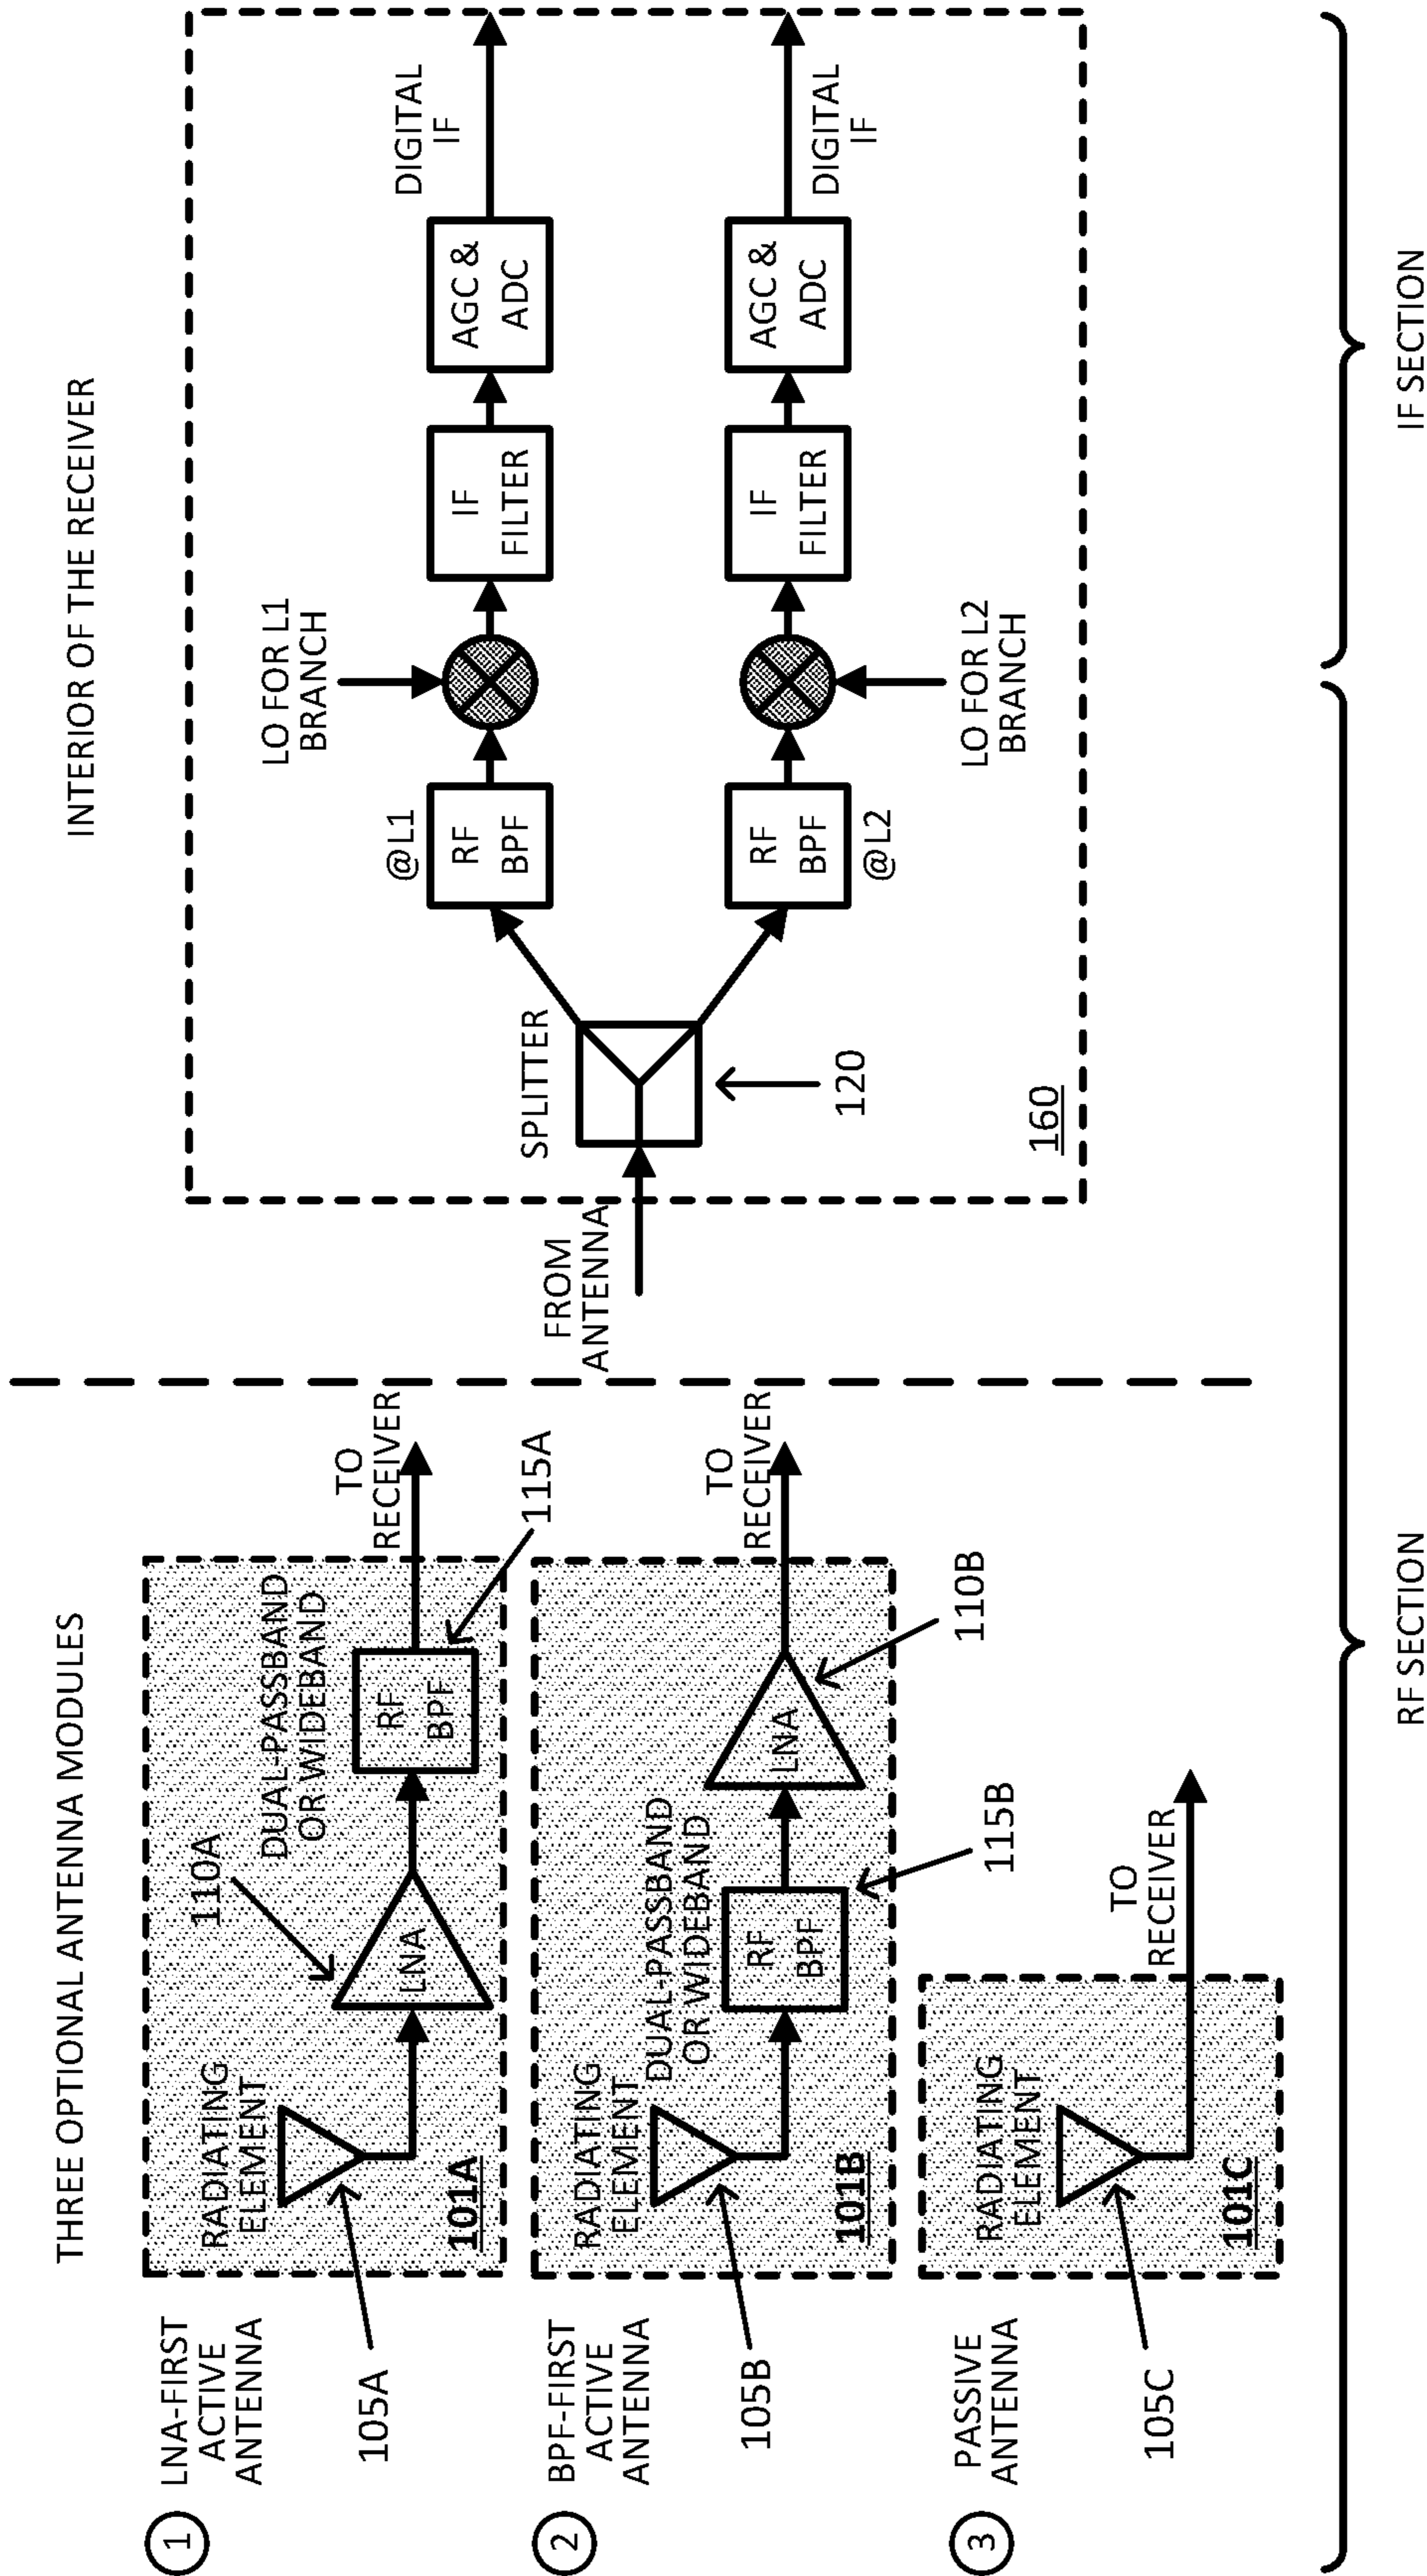 THREE OPTIONAL ANTENNA MODULES
INTERIOR OF THE RECEIVER
1
LNA-FIRST
ACTIVE
ANTENNA
105A
RADIATING
ELEMENT
101A
110A
LNA
DUAL-PASSBAND
OR WIDEBAND
RF
BPF
115A
TO
RECEIVER
2
BPF-FIRST
ACTIVE
ANTENNA
105B
RADIATING
ELEMENT
101B
DUAL-PASSBAND
OR WIDEBAND
RF
BPF
115B
LNA
110B
TO
RECEIVER
3
PASSIVE
ANTENNA
105C
RADIATING
ELEMENT
101C
TO
RECEIVER
FROM
ANTENNA
SPLITTER
120
160
@L1
RF
BPF
LO FOR L1
BRANCH
IF
FILTER
AGC &
ADC
DIGITAL
IF
RF
BPF
@L2
LO FOR L2
BRANCH
IF
FILTER
AGC &
ADC
DIGITAL
IF
RF SECTION
IF SECTION